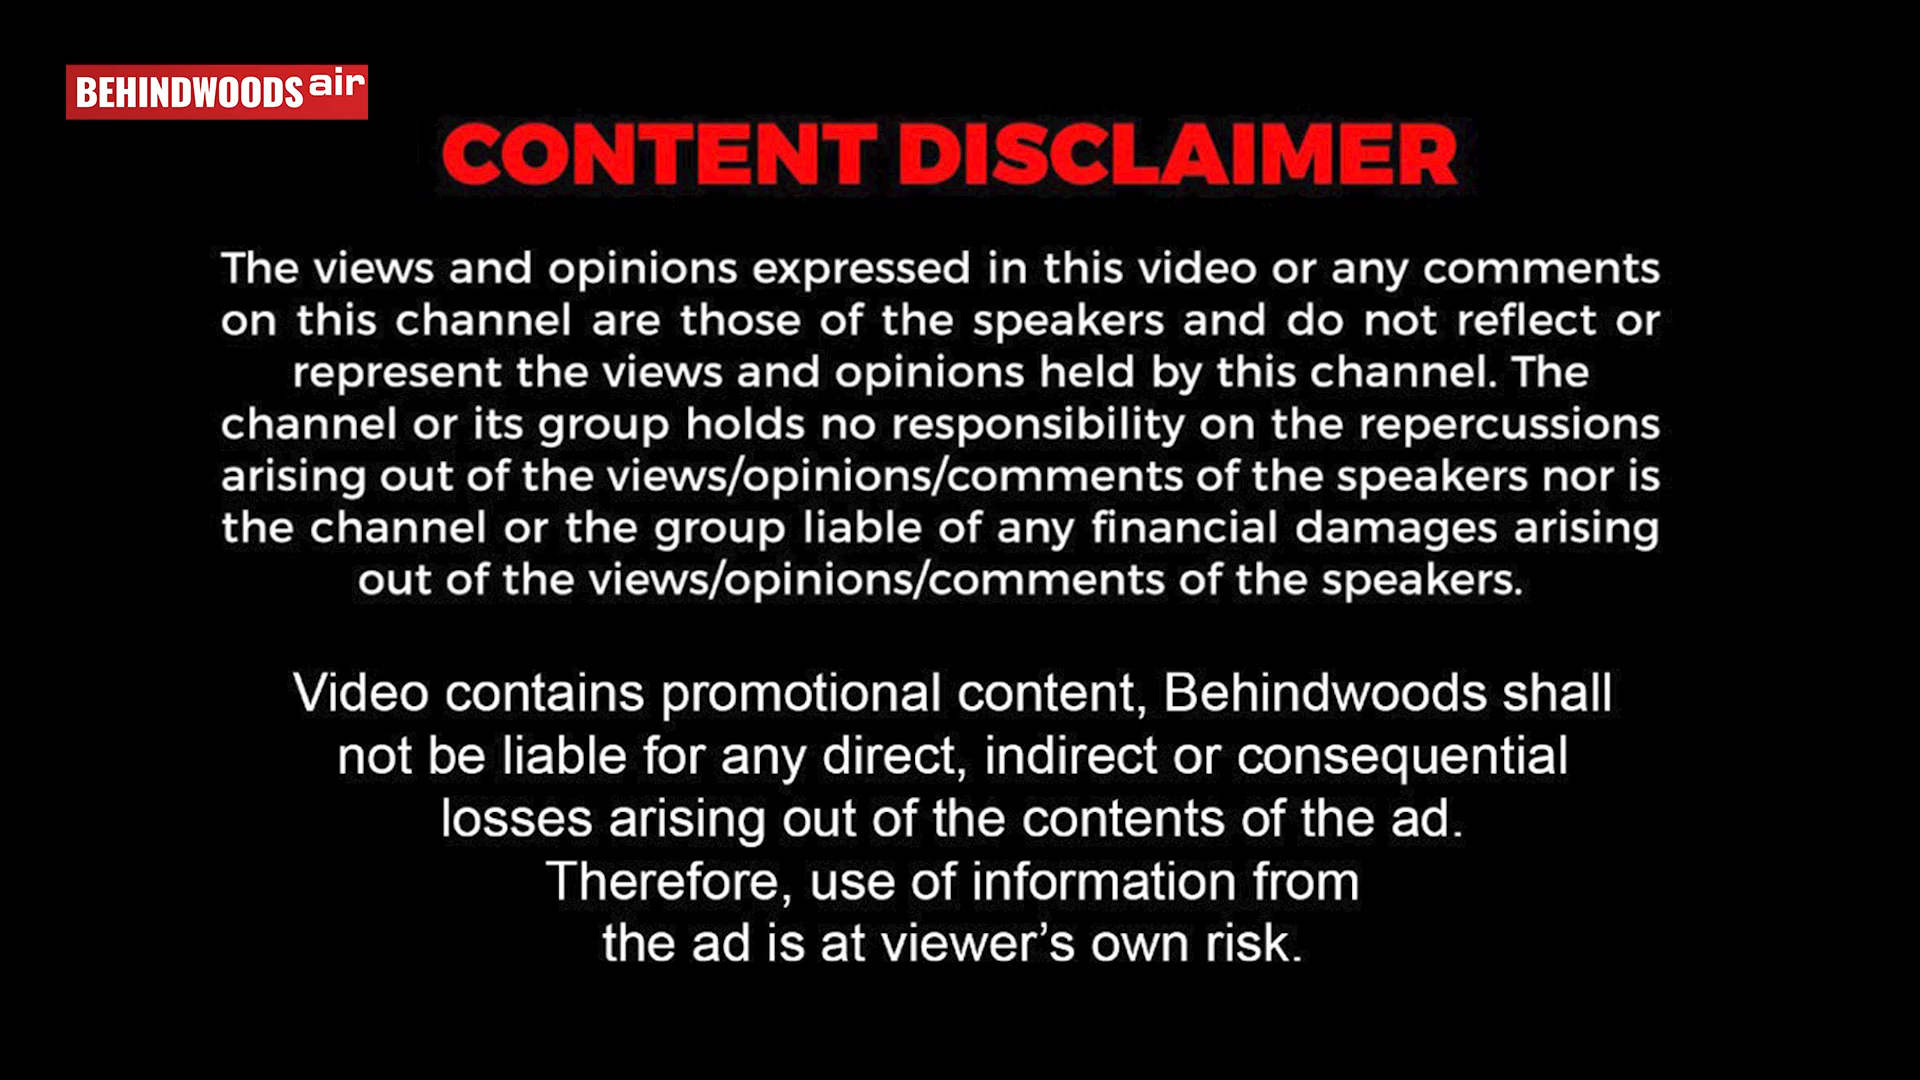 BEHINDWOODS air
CONTENT DISCLAIMER
The views and opinions expressed in this video or any comments
on this channel are those of the speakers and do not reflect or
represent the views and opinions held by this channel. The
channel or its group holds no responsibility on the repercussions
arising out of the views/opinions/comments of the speakers nor is
the channel or the group liable of any financial damages arising
out of the views/opinions/comments of the speakers.
Video contains promotional content, Behindwoods shall
not be liable for any direct, indirect or consequential
losses arising out of the contents of the ad.
Therefore, use of information from
the ad is at viewer’s own risk.